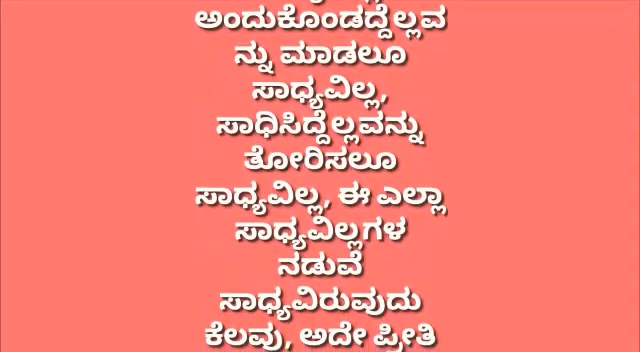 ಅಂದುಕೊಂಡದ್ದೆಲ್ಲವ
ನ್ನು ಮಾಡಲೂ
ಸಾಧ್ಯವಿಲ್ಲ,
ಸಾಧಿಸಿದ್ದೆಲ್ಲವನ್ನು
ತೋರಿಸಲೂ
ಸಾಧ್ಯವಿಲ್ಲ, ಈ ಎಲ್ಲಾ
ಸಾಧ್ಯವಿಲ್ಲಗಳ
ನಡುವೆ
ಸಾಧ್ಯವಿರುವುದು
ಕೆಲವು, ಅದೇ ಪ್ರೀತಿ